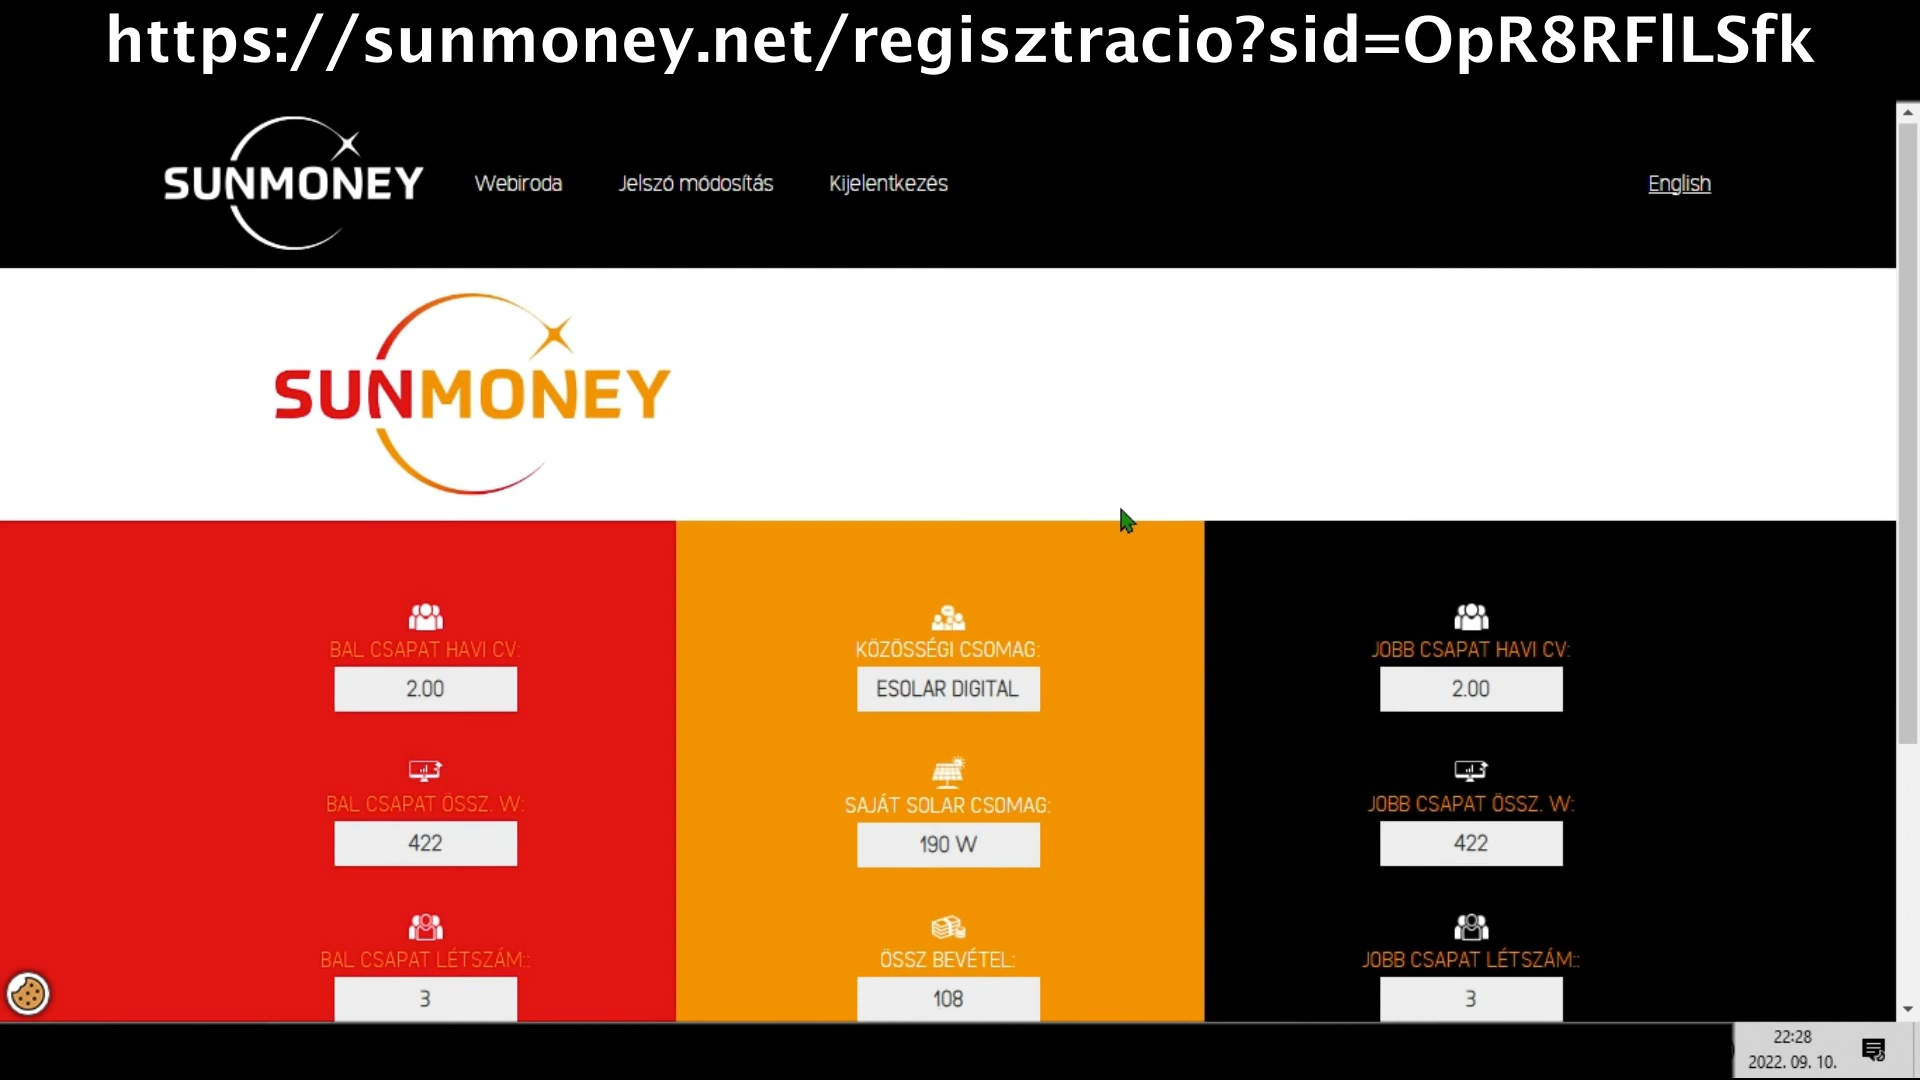 https://sunmoney.net/regisztracio?sid=OpR8RFlLSfk
SUNMONEY
Webiroda
Jelszó módosítás
Kijelentkezés
English
SUNMONEY
BAL CSAPAT HAVI CV:
2.00
KÖZÖSSÉGI CSOMAG:
ESOLAR DIGITAL
JOBB CSAPAT HAVI CV:
2.00
BAL CSAPAT ÖSSZ. W:
422
SAJÁT SOLAR CSOMAG:
190 W
JOBB CSAPAT ÖSSZ. W:
422
BAL CSAPAT LÉTSZÁM::
3
ÖSSZ BEVÉTEL:
108
JOBB CSAPAT LÉTSZÁM::
3
22:28
2022. 09. 10.